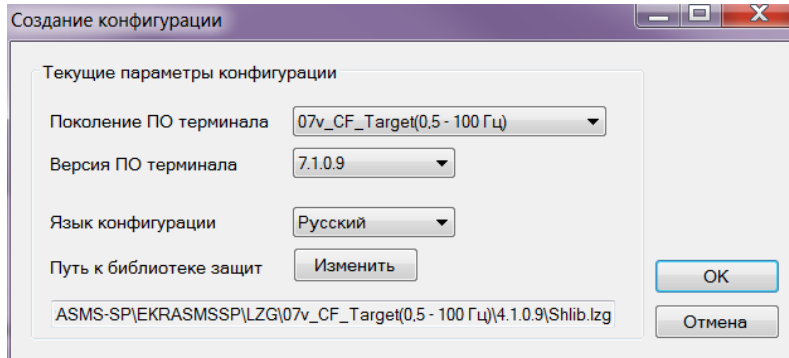 Создание конфигурации
Текущие параметры конфигурации
Поколение ПО терминала 07v_CF_Target(0,5 - 100 Гц)
Версия ПО терминала 7.1.0.9
Язык конфигурации Русский
Путь к библиотеке защит Изменить
ASMS-SP\EKRASMSSP\LZG\07v_CF_Target(0,5 - 100 Гц)\4.1.0.9\Shlib.lzg
OK
Отмена